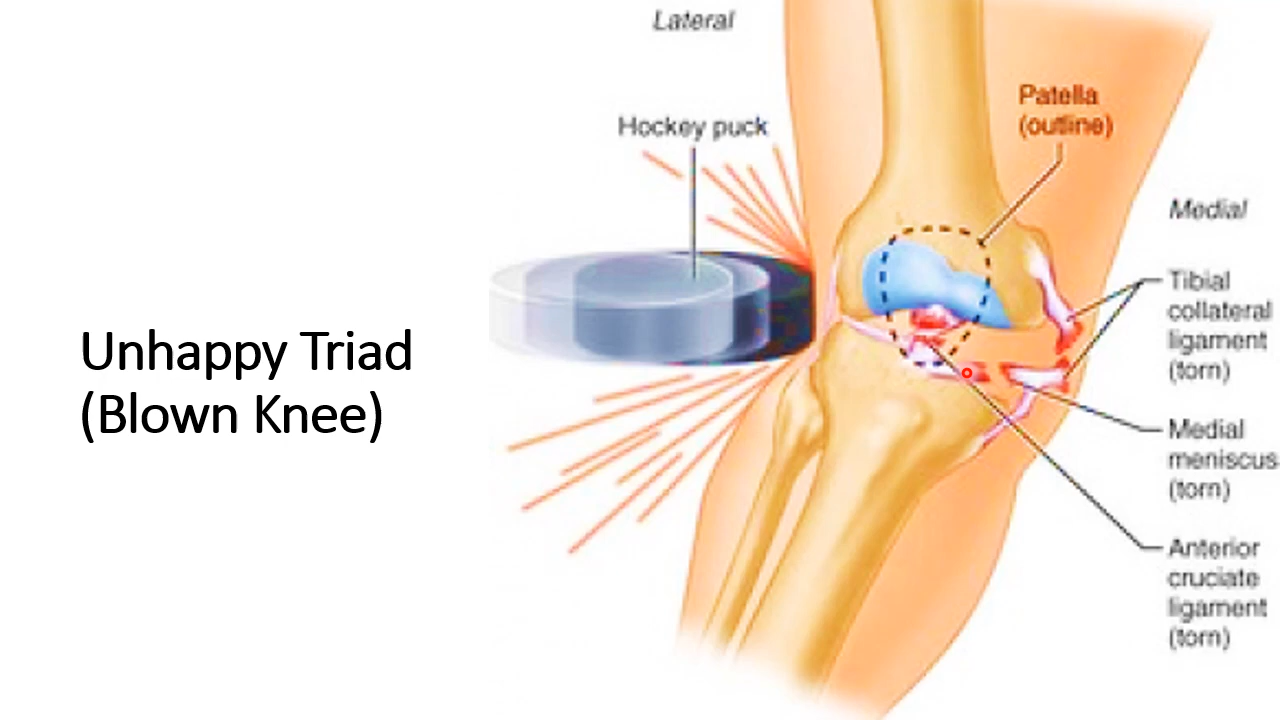 Unhappy Triad
(Blown Knee)
Lateral
Hockey puck
Patella
(outline)
Medial
Tibial
collateral
ligament
(torn)
Medial
meniscus
(torn)
Anterior
cruciate
ligament
(torn)